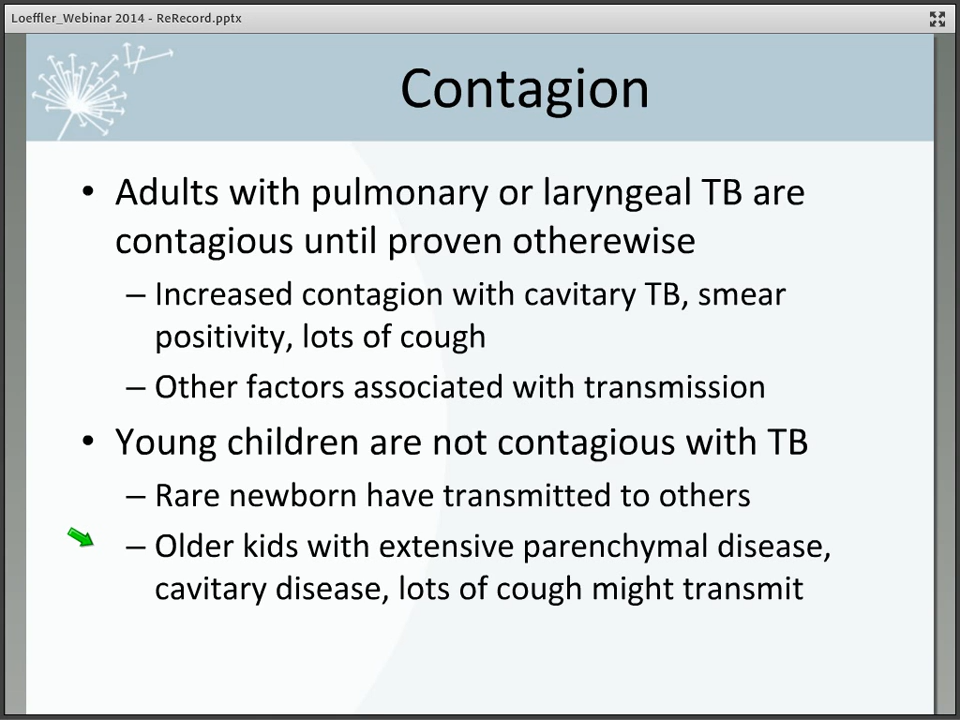 Loeffler_Webinar 2014 - ReRecord.pptx
Contagion
• Adults with pulmonary or laryngeal TB are
contagious until proven otherewise
– Increased contagion with cavitary TB, smear
positivity, lots of cough
– Other factors associated with transmission
• Young children are not contagious with TB
– Rare newborn have transmitted to others
– Older kids with extensive parenchymal disease,
cavitary disease, lots of cough might transmit